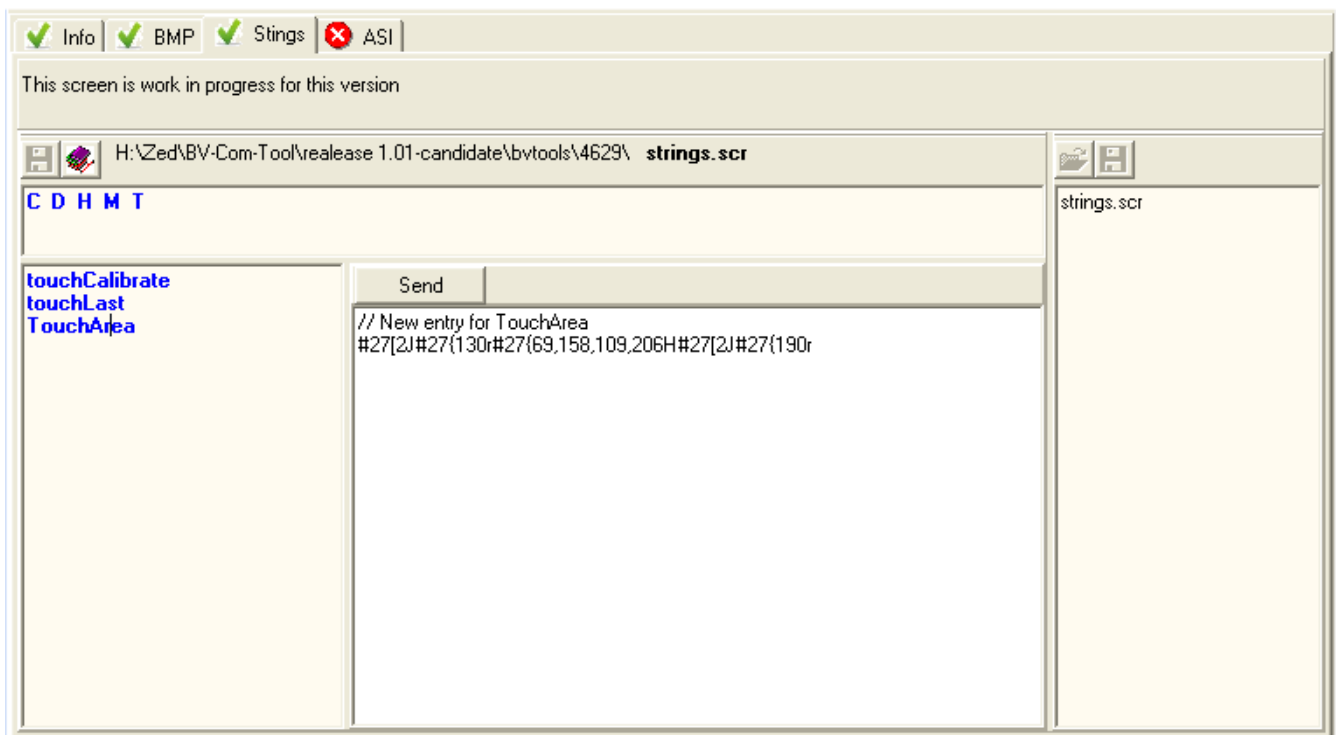 Info BMP Stings ASI
This screen is work in progress for this version
H:\Zed\BV-Com-Tool\realease 1.01-candidate\bvtools\4629\ strings.scr
C D H M T
strings.scr
touchCalibrate
touchLast
TouchArea
Send
// New entry for TouchArea
#27[2J#27{130r#27{69,158,109,206H#27[2J#27{190r